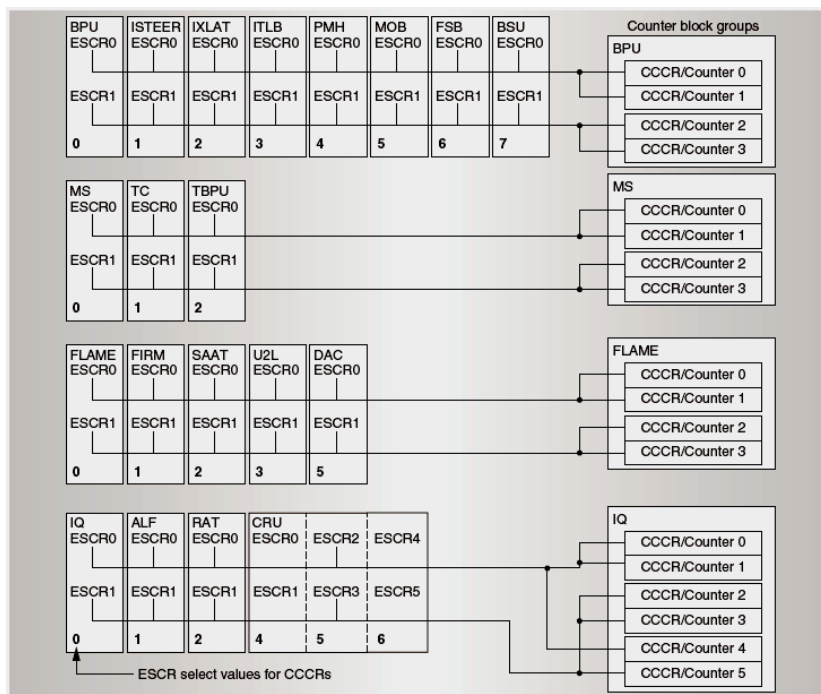 BPU ISTEER IXLAT ITLB PMH MOB FSB BSU
ESCR0 ESCR0 ESCR0 ESCR0 ESCR0 ESCR0 ESCR0 ESCR0
ESCR1 ESCR1 ESCR1 ESCR1 ESCR1 ESCR1 ESCR1 ESCR1
0 1 2 3 4 5 6 7
Counter block groups
BPU
CCCR/Counter 0
CCCR/Counter 1
CCCR/Counter 2
CCCR/Counter 3
MS TC TBPU
ESCR0 ESCR0 ESCR0
ESCR1 ESCR1 ESCR1
0 1 2
MS
CCCR/Counter 0
CCCR/Counter 1
CCCR/Counter 2
CCCR/Counter 3
FLAME FIRM SAAT U2L DAC
ESCR0 ESCR0 ESCR0 ESCR0 ESCR0
ESCR1 ESCR1 ESCR1 ESCR1 ESCR1
0 1 2 3 5
FLAME
CCCR/Counter 0
CCCR/Counter 1
CCCR/Counter 2
CCCR/Counter 3
IQ ALF RAT CRU
ESCR0 ESCR0 ESCR0 ESCR0 ESCR2 ESCR4
ESCR1 ESCR1 ESCR1 ESCR1 ESCR3 ESCR5
0 1 2 4 5 6
ESCR select values for CCCRs
IQ
CCCR/Counter 0
CCCR/Counter 1
CCCR/Counter 2
CCCR/Counter 3
CCCR/Counter 4
CCCR/Counter 5